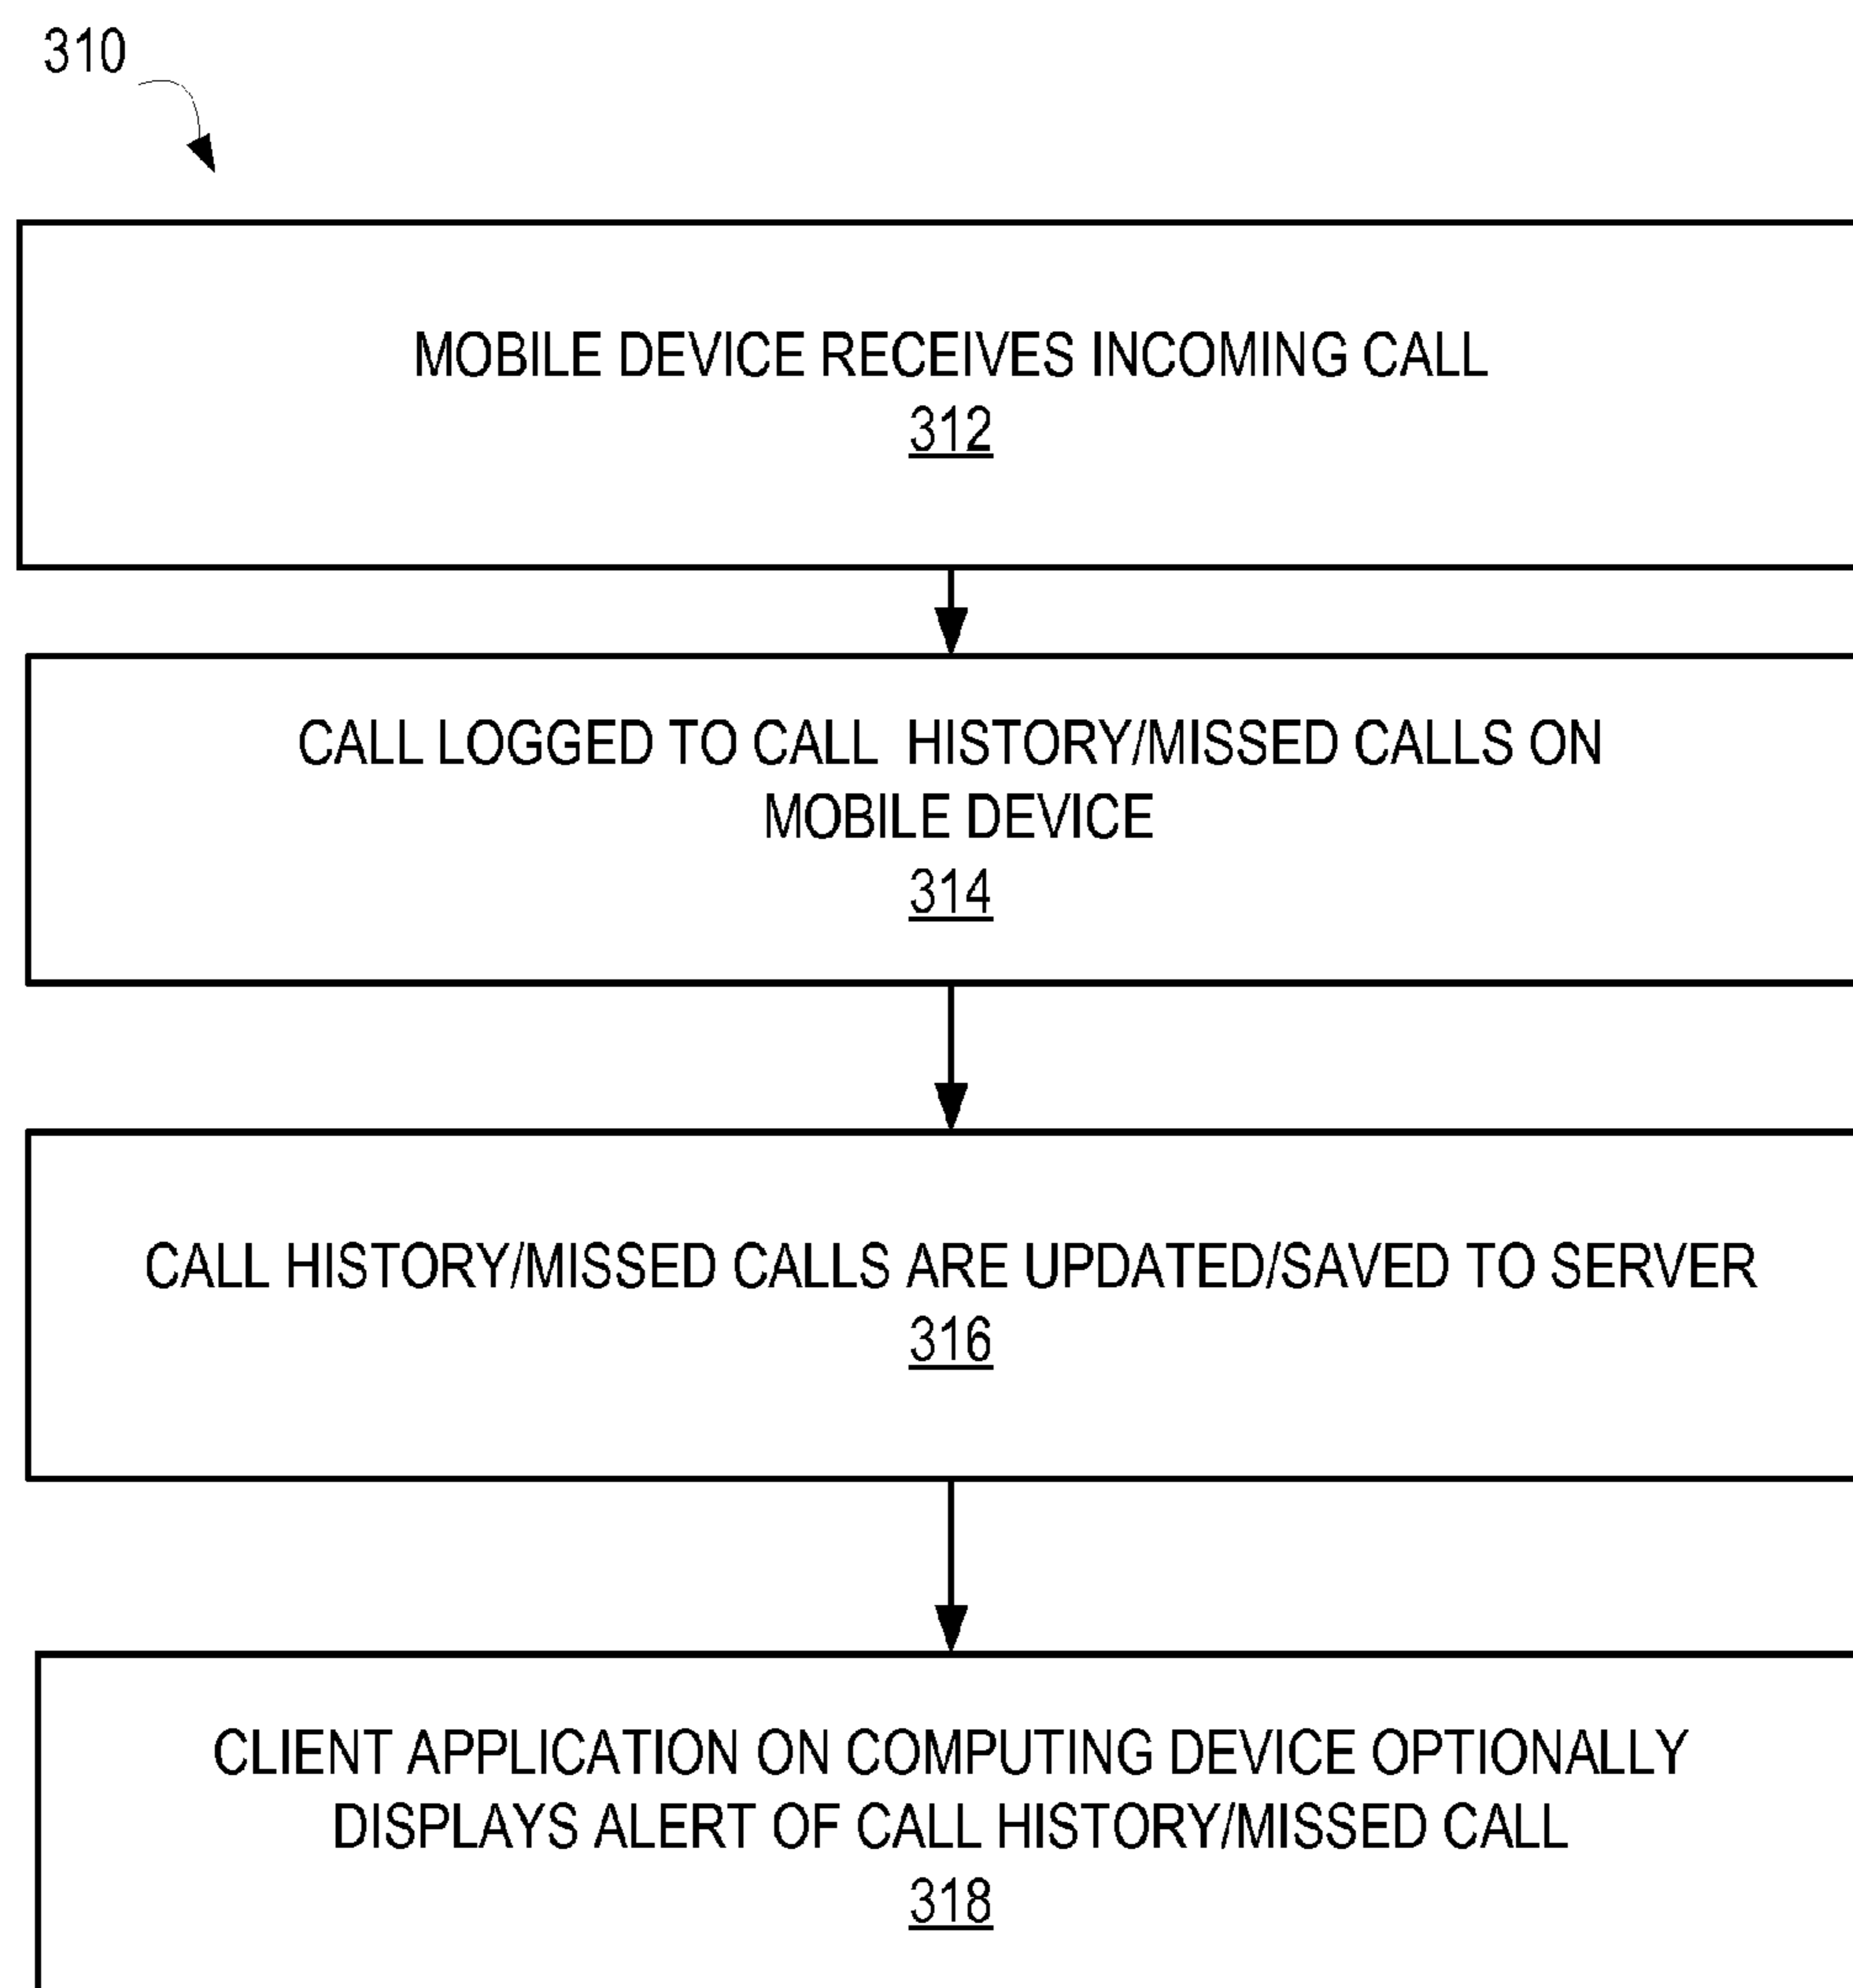 310
MOBILE DEVICE RECEIVES INCOMING CALL
312
CALL LOGGED TO CALL HISTORY/MISSED CALLS ON
MOBILE DEVICE
314
CALL HISTORY/MISSED CALLS ARE UPDATED/SAVED TO SERVER
316
CLIENT APPLICATION ON COMPUTING DEVICE OPTIONALLY
DISPLAYS ALERT OF CALL HISTORY/MISSED CALL
318